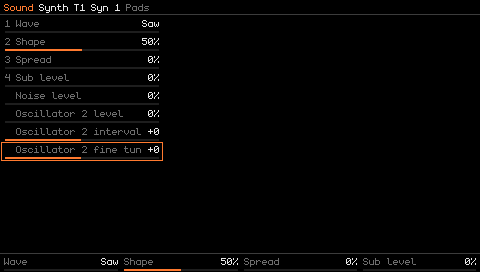 Sound Synth T1 Syn 1 Pads
1 Wave Saw
2 Shape 50%
3 Spread 0%
4 Sub level 0%
Noise level 0%
Oscillator 2 level 0%
Oscillator 2 interval +0
Oscillator 2 fine tun +0
Wave Saw Shape 50% Spread 0% Sub level 0%